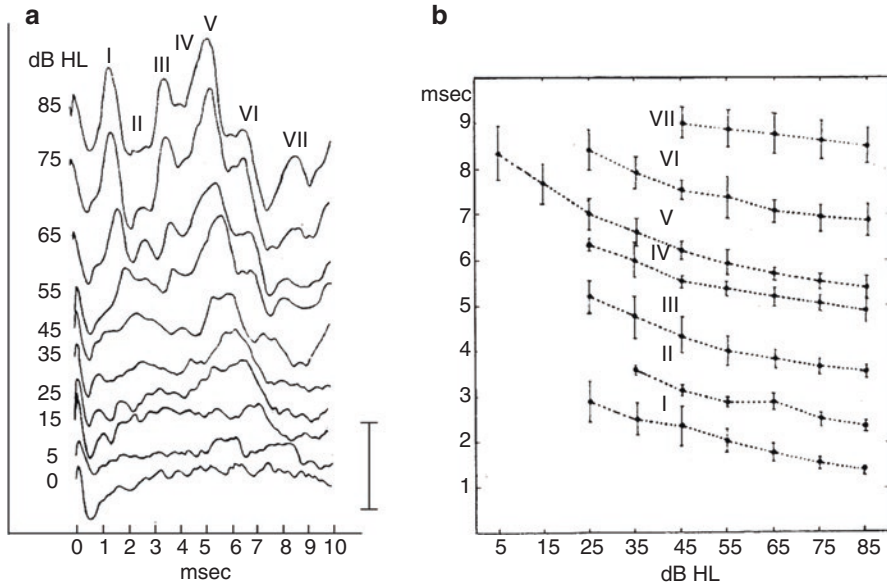 a
dB HL
I
II
III
IV
V
VI
VII
85
75
65
55
45
35
25
15
5
0
0 1 2 3 4 5 6 7 8 9 10
msec
b
msec
9
8
7
6
5
4
3
2
1
VII
VI
V
IV
III
II
I
5 15 25 35 45 55 65 75 85
dB HL